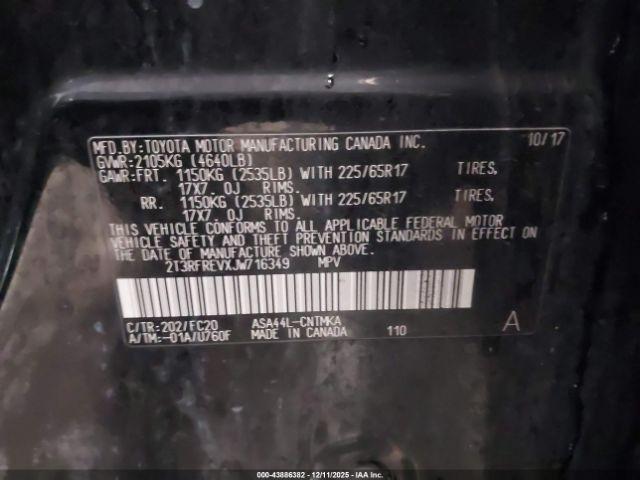 MFD.BY:TOYOTA MOTOR MANUFACTURING CANADA INC. 10/17
GVWR:2105KG (4640LB)
GAWR:FRT. 1150KG (2535LB) WITH 225/65R17 TIRES,
17X7.0J RIMS.
RR. 1150KG (2535LB) WITH 225/65R17 TIRES,
17X7.0J RIMS.
THIS VEHICLE CONFORMS TO ALL APPLICABLE FEDERAL MOTOR
VEHICLE SAFETY AND THEFT PREVENTION STANDARDS IN EFFECT ON
THE DATE OF MANUFACTURE SHOWN ABOVE.
2T3RFREVXJW716349 MPV
C/TR:202/FC20 ASA44L-CNTMKA
A/TM:-01A/U760F MADE IN CANADA 110 A
000-43886382 - 12/11/2025 - IAA Inc.